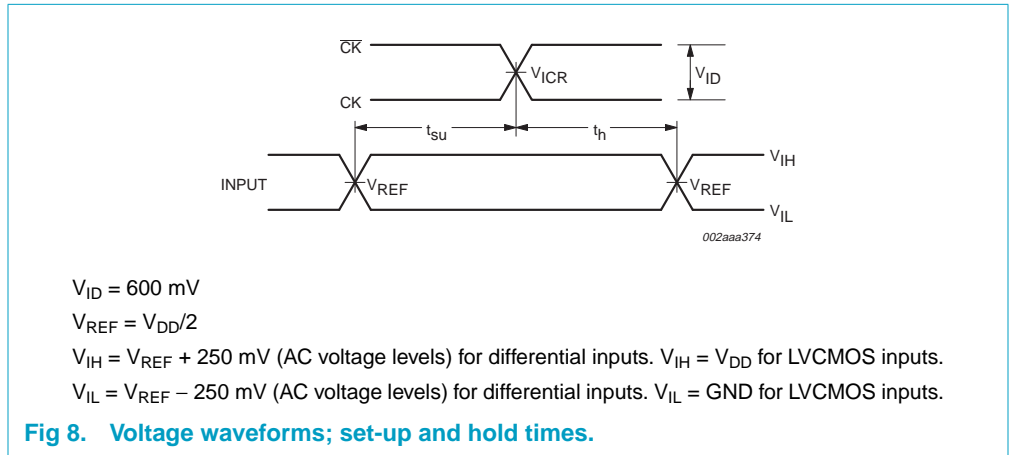 CK
VICR
VID
CK
tsu
th
VIH
INPUT
VREF
VREF
VIL
002aaa374
VID = 600 mV
VREF = VDD/2
VIH = VREF + 250 mV (AC voltage levels) for differential inputs. VIH = VDD for LVCMOS inputs.
VIL = VREF − 250 mV (AC voltage levels) for differential inputs. VIL = GND for LVCMOS inputs.
Fig 8. Voltage waveforms; set-up and hold times.